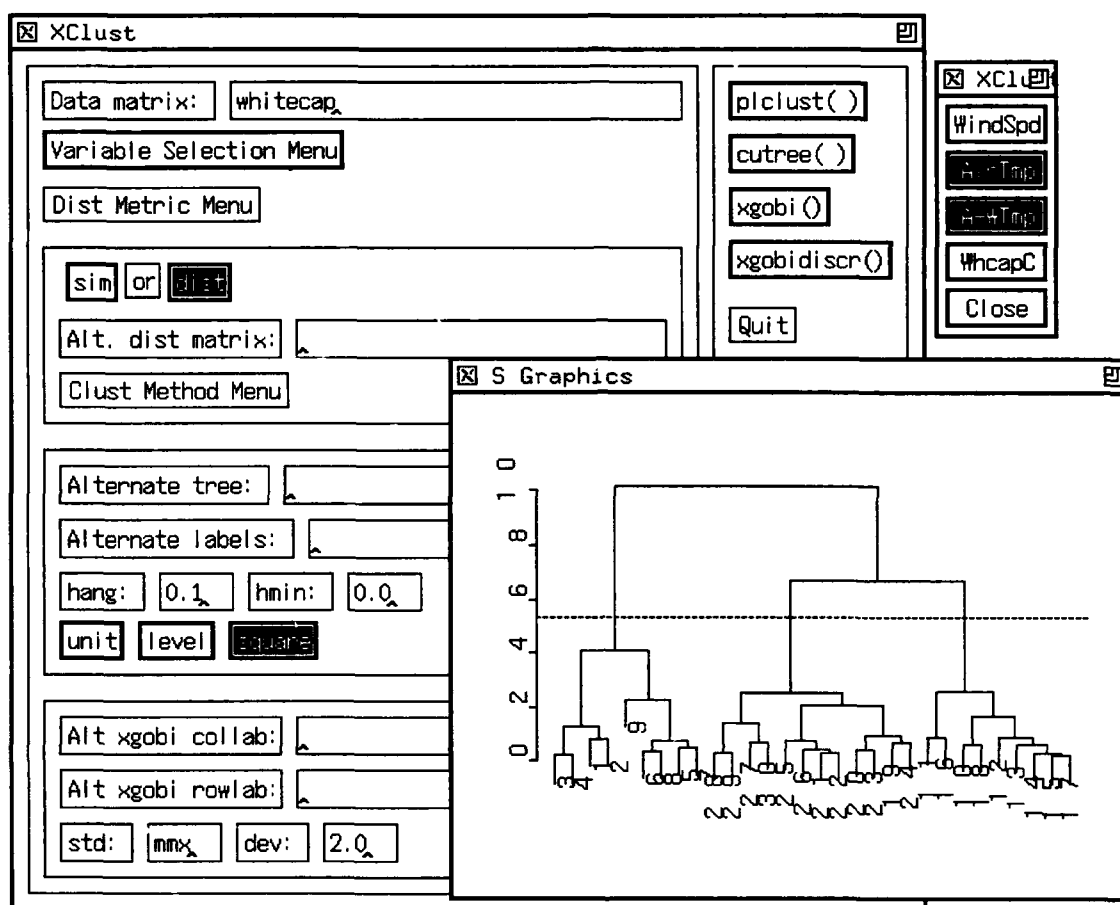 XClust
Data matrix: whitecap
Variable Selection Menu
Dist Metric Menu
sim or dist
Alt. dist matrix:
Clust Method Menu
Alternate tree:
Alternate labels:
hang: 0.1 hmin: 0.0
unit level square
Alt xgobi collab:
Alt xgobi rowlab:
std: mmx dev: 2.0
plclust( )
cutree( )
xgobi()
xgobidiscr()
Quit
XClust
WindSpd
AirTmp
A-WTmp
WhcapC
Close
S Graphics
10
8
6
4
2
0